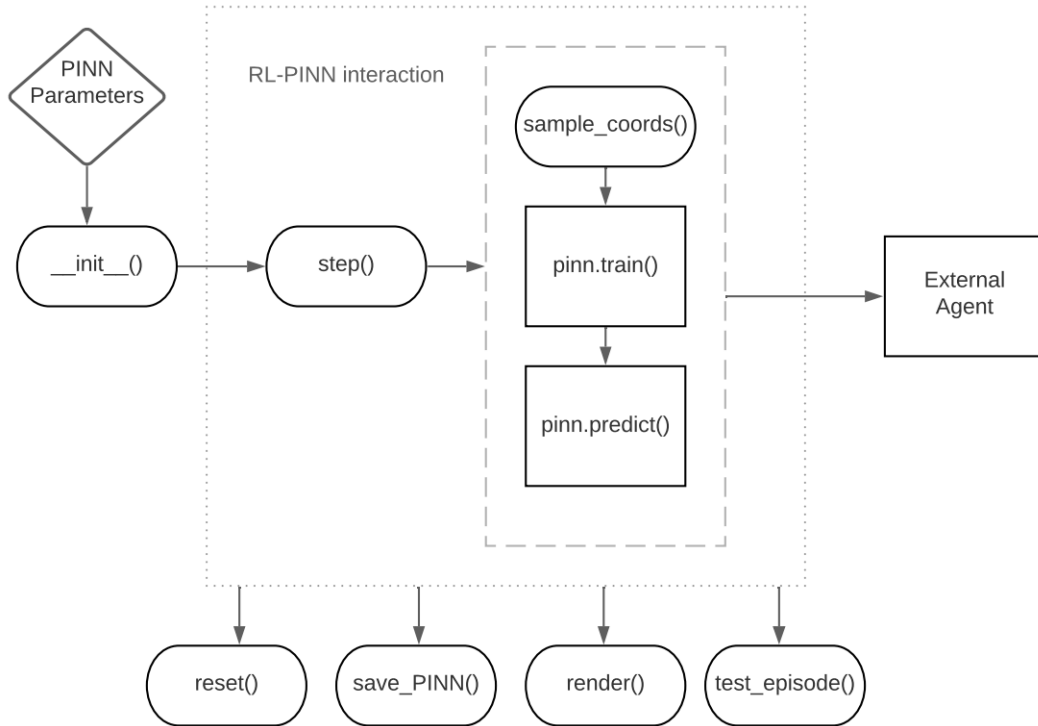 PINN
Parameters
RL-PINN interaction
sample_coords()
__init__()
step()
pinn.train()
External
Agent
pinn.predict()
reset()
save_PINN()
render()
test_episode()